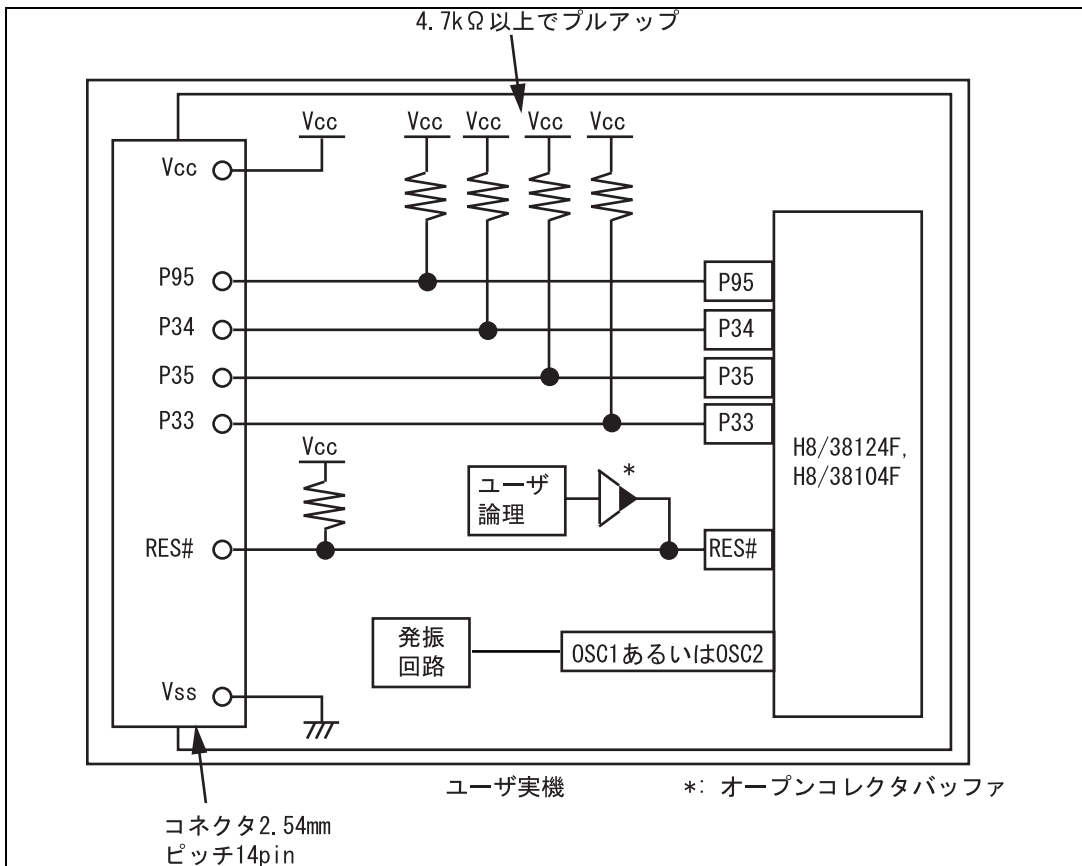 4.7kΩ以上でプルアップ
Vcc
Vcc
Vcc
Vcc
Vcc
Vcc
P95
P95
P34
P34
P35
P35
P33
P33
H8/38124F,
H8/38104F
Vcc
ユーザ
論理
*
RES#
RES#
発振
回路
OSC1あるいはOSC2
Vss
ユーザ実機
*: オープンコレクタバッファ
コネクタ2.54mm
ピッチ14pin